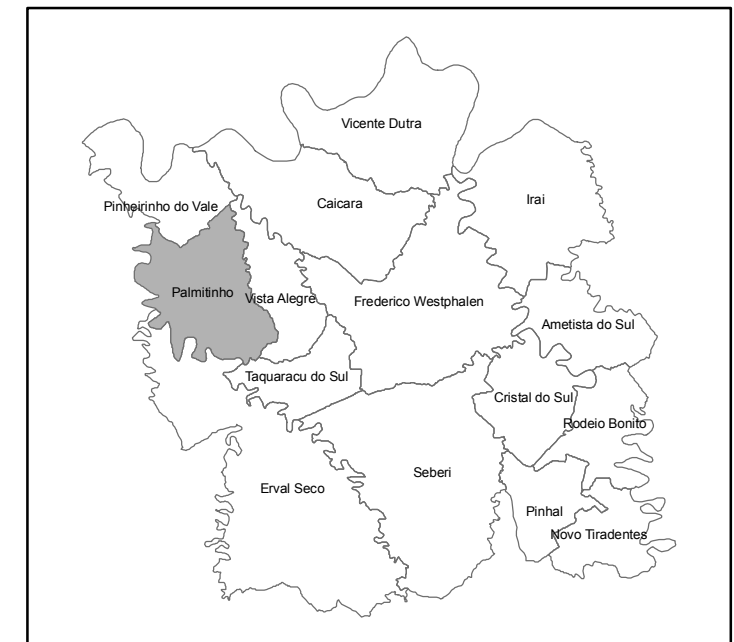 Vicente Dutra
Irai
Caicara
Pinheirinho do Vale
Palmitinho
Vista Alegre
Frederico Westphalen
Ametista do Sul
Taquaracu do Sul
Cristal do Sul
Rodeio Bonito
Seberi
Erval Seco
Pinhal
Novo Tiradentes